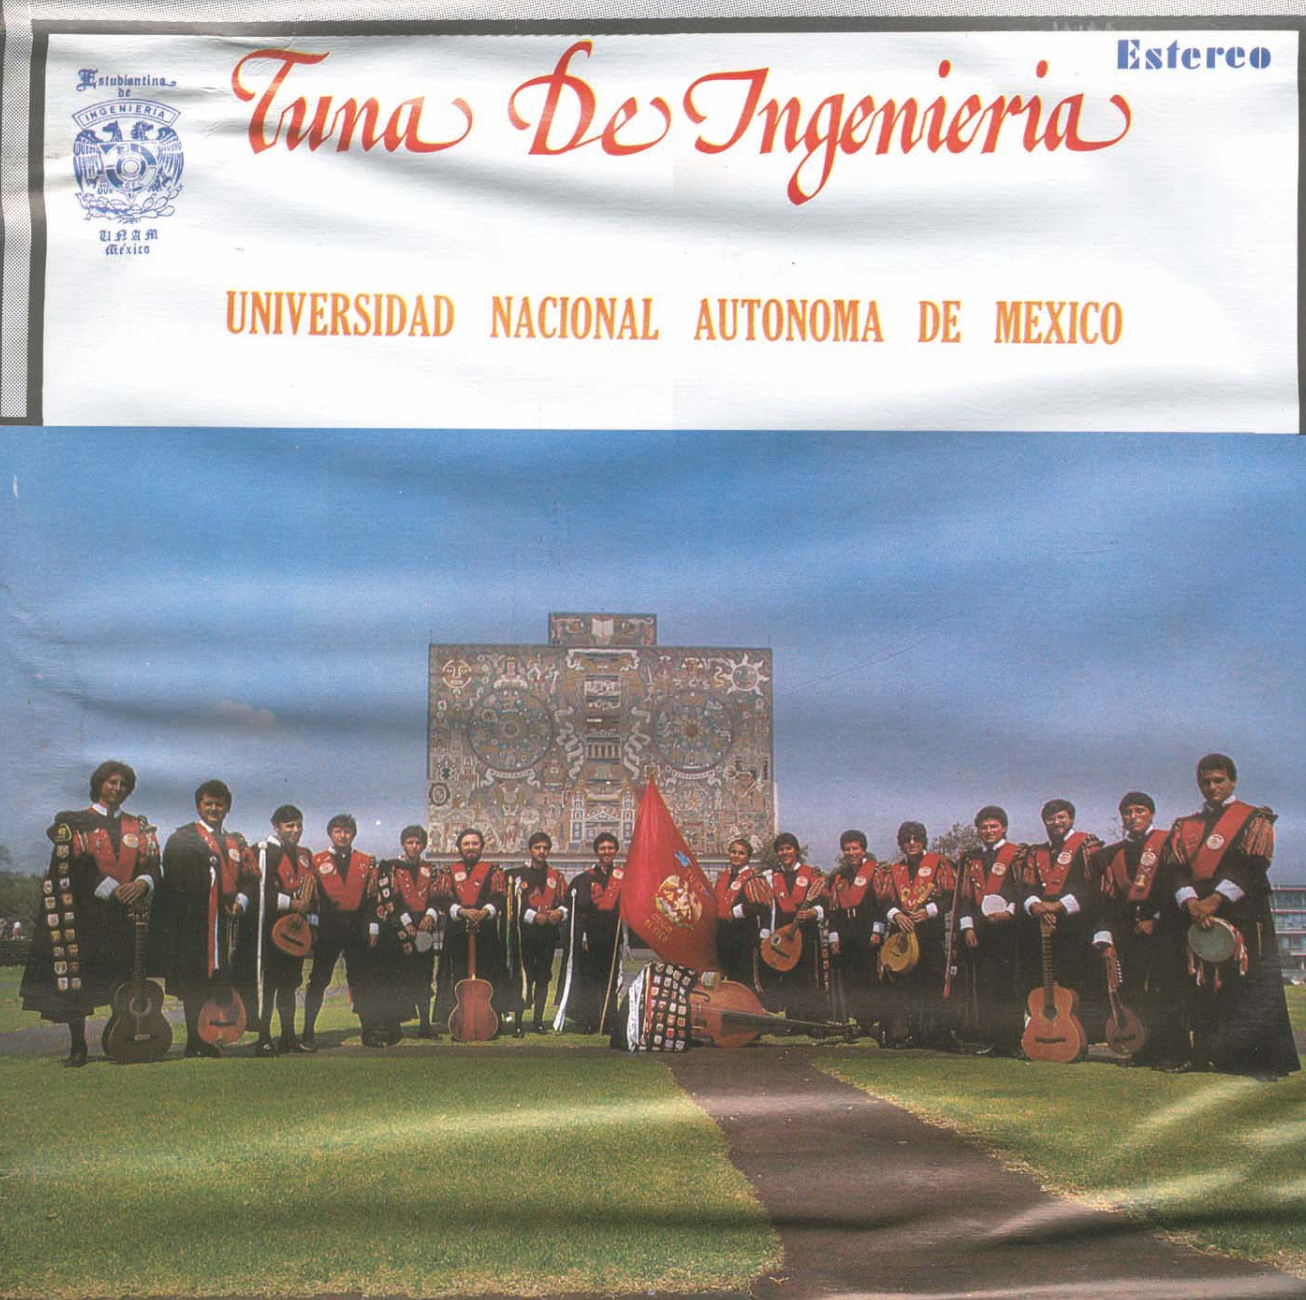 Estudiantina
de
INGENIERIA
UNAM
México
Tuna De Ingenieria
Estereo
UNIVERSIDAD NACIONAL AUTONOMA DE MEXICO